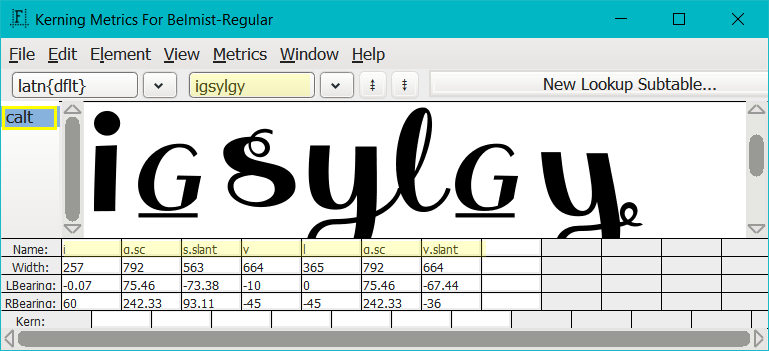 Kerning Metrics For Belmist-Regular
File Edit Element View Metrics Window Help
latn{dflt} igsylgy New Lookup Subtable...
calt
iGsylGy
Name: i g.sc s.slant y l g.sc y.slant
Width: 257 792 563 664 365 792 664
LBearing: -0.07 75.46 -73.38 -10 0 75.46 -67.44
RBearing: 60 242.33 93.11 -45 -45 242.33 -36
Kern: